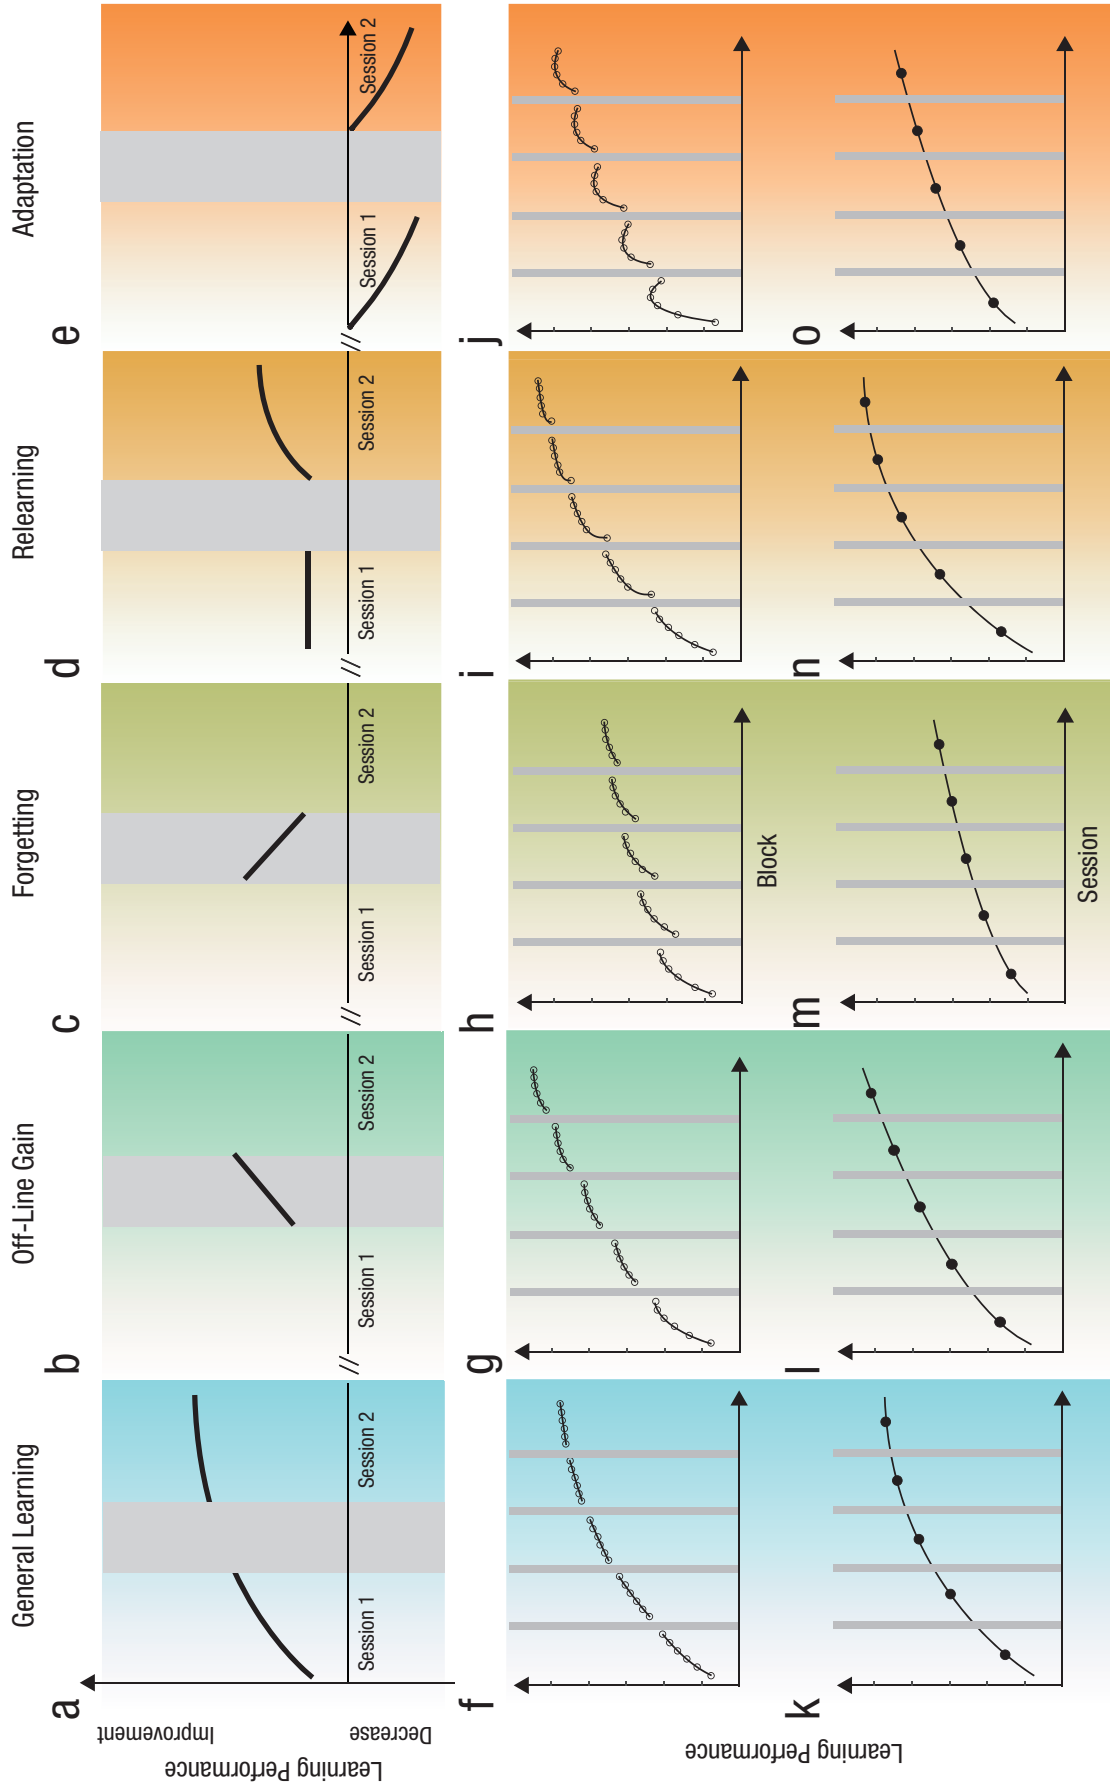 General Learning
Off-Line Gain
Forgetting
Relearning
Adaptation
a
b
c
d
e
Learning Performance
Improvement
Decrease
Session 1
Session 2
Session 1
Session 2
Session 1
Session 2
Session 1
Session 2
Session 1
Session 2
f
g
h
i
j
Learning Performance
Block
k
l
m
n
o
Session